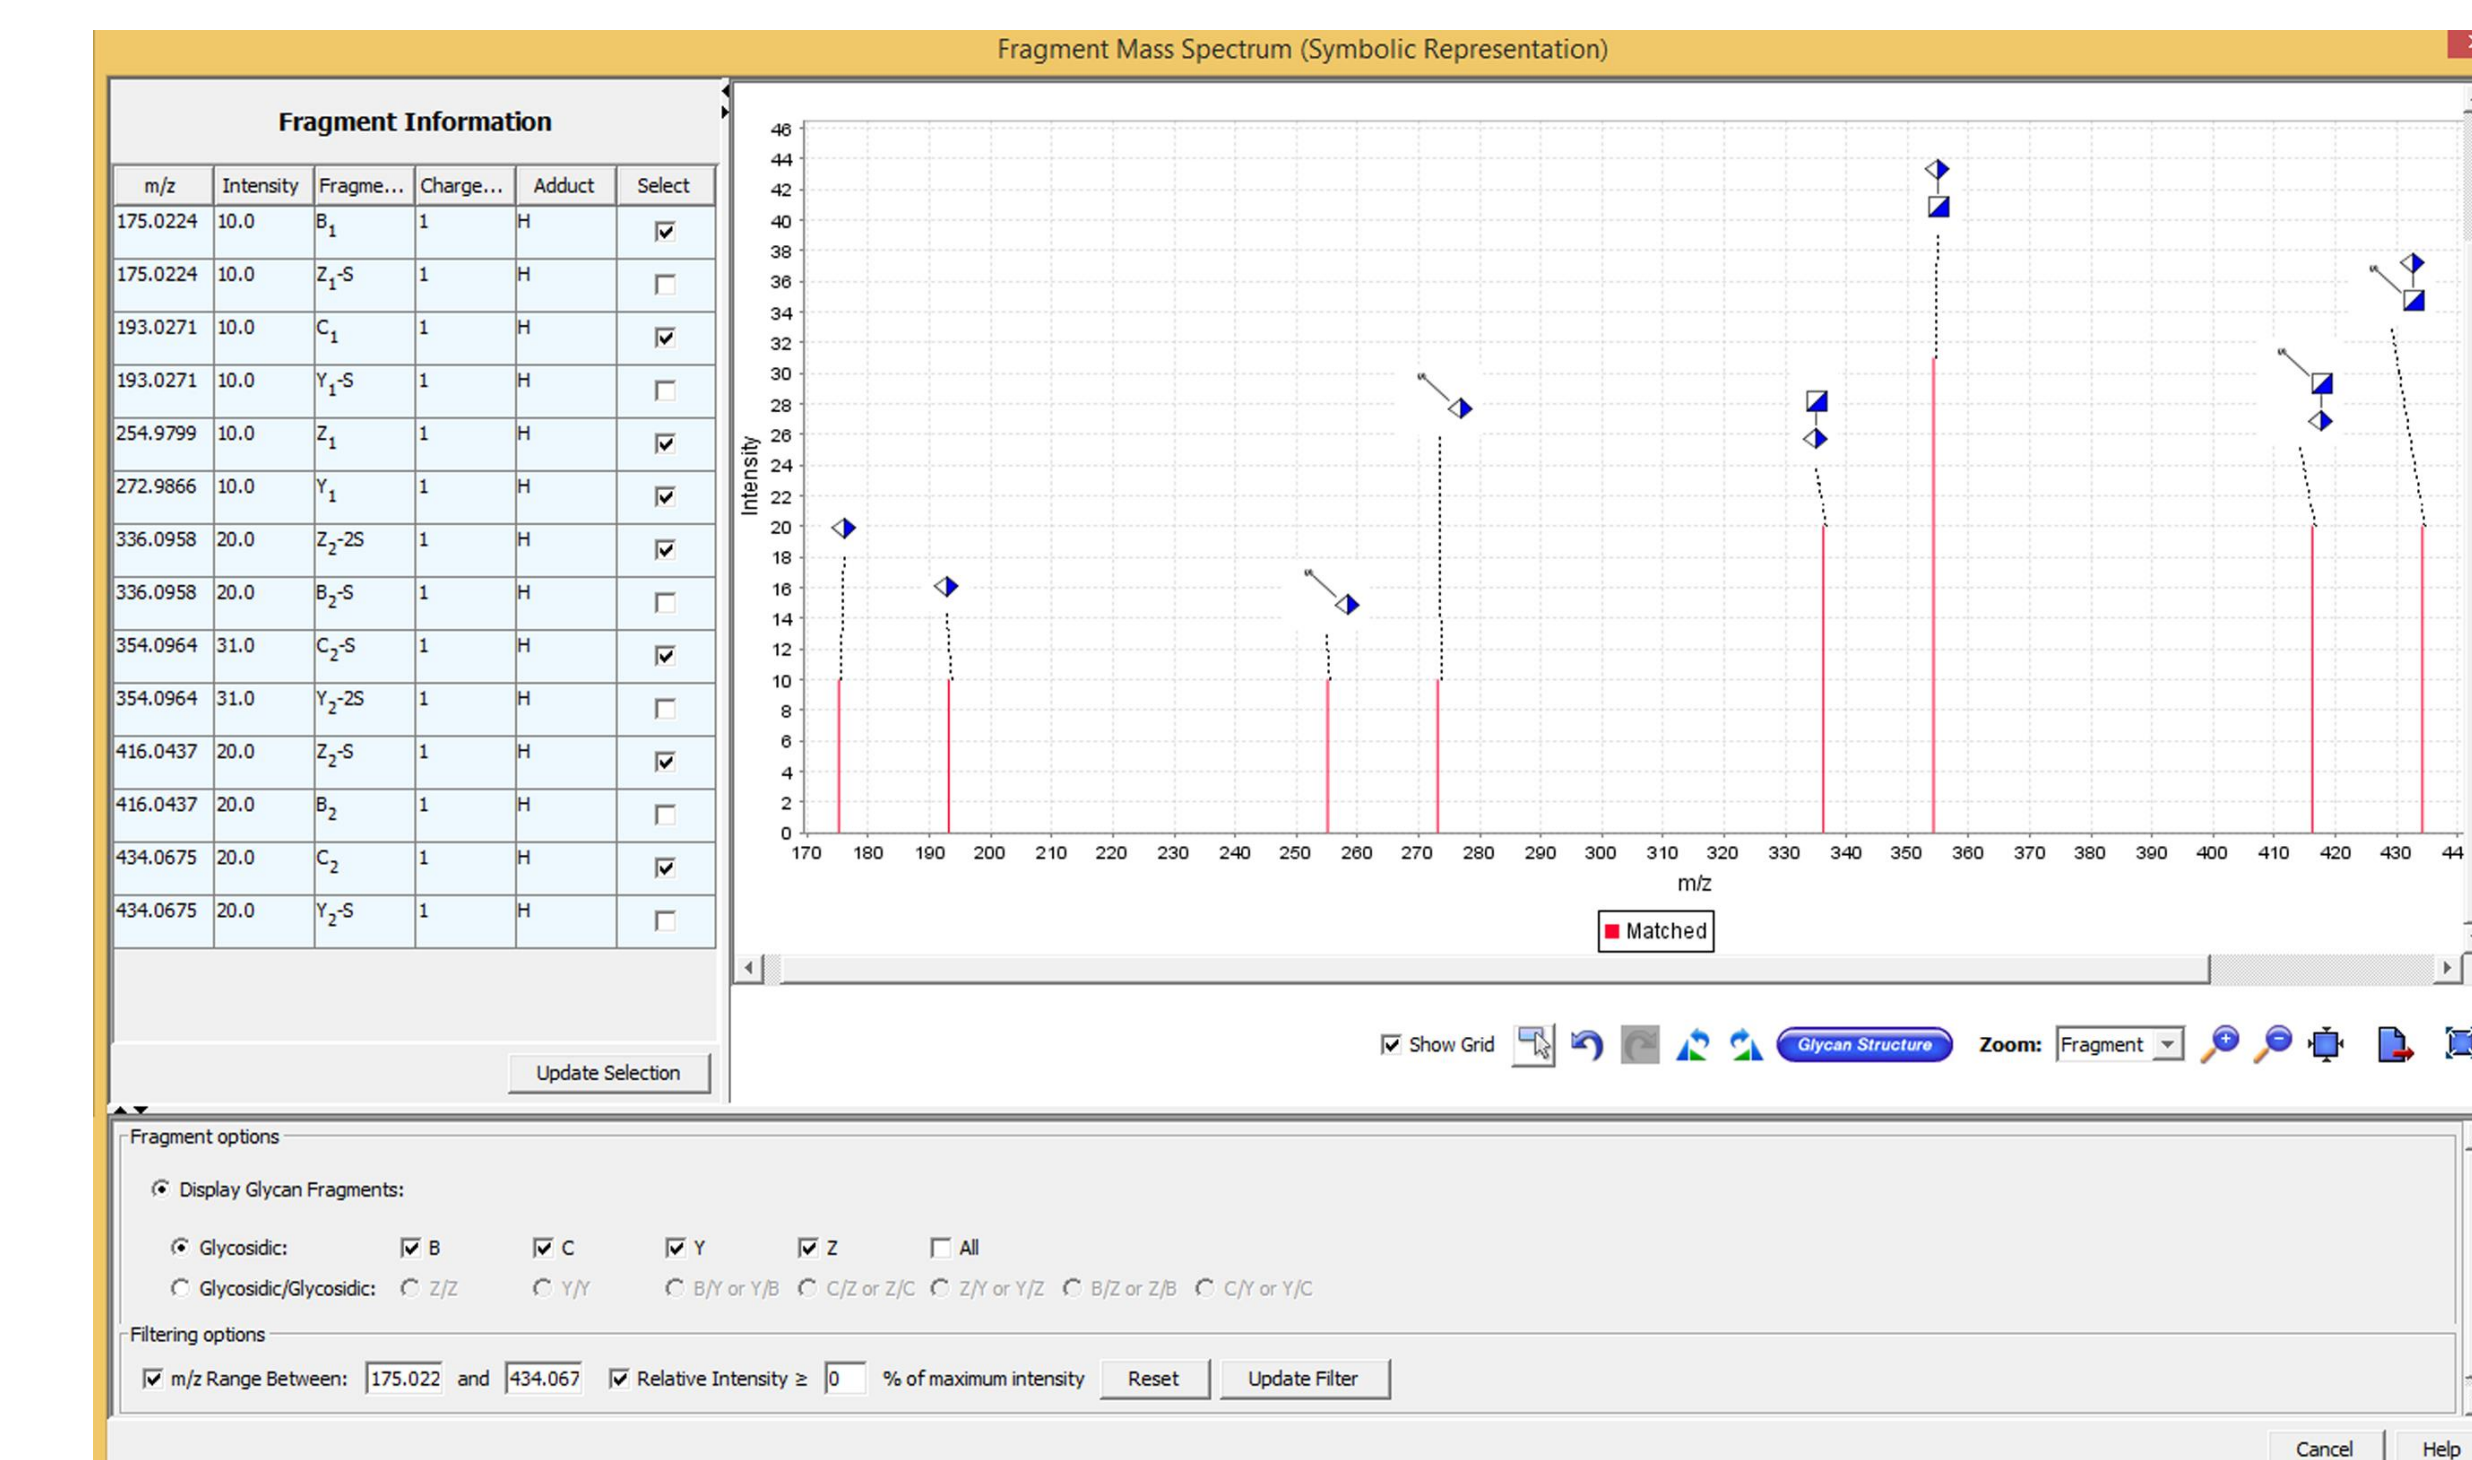 Fragment Mass Spectrum (Symbolic Representation)
Fragment Information
m/z Intensity Fragme... Charge... Adduct Select
175.0224 10.0 B1 1 H
175.0224 10.0 Z1-S 1 H
193.0271 10.0 C1 1 H
193.0271 10.0 Y1-S 1 H
254.9799 10.0 Z1 1 H
272.9866 10.0 Y1 1 H
336.0958 20.0 Z2-2S 1 H
336.0958 20.0 B2-S 1 H
354.0964 31.0 C2-S 1 H
354.0964 31.0 Y2-2S 1 H
416.0437 20.0 Z2-S 1 H
416.0437 20.0 B2 1 H
434.0675 20.0 C2 1 H
434.0675 20.0 Y2-S 1 H
Update Selection
46
44
42
40
38
36
34
32
30
28
26
24
22
20
18
16
14
12
10
8
6
4
2
0
Intensity
S
S
S
S
170 180 190 200 210 220 230 240 250 260 270 280 290 300 310 320 330 340 350 360 370 380 390 400 410 420 430 44
m/z
Matched
Show Grid Glycan Structure Zoom: Fragment
Fragment options
Display Glycan Fragments:
Glycosidic: B C Y Z All
Glycosidic/Glycosidic: Z/Z Y/Y B/Y or Y/B C/Z or Z/C Z/Y or Y/Z B/Z or Z/B C/Y or Y/C
Filtering options
m/z Range Between: 175.022 and 434.067 Relative Intensity ≥ 0 % of maximum intensity Reset Update Filter
Cancel Help